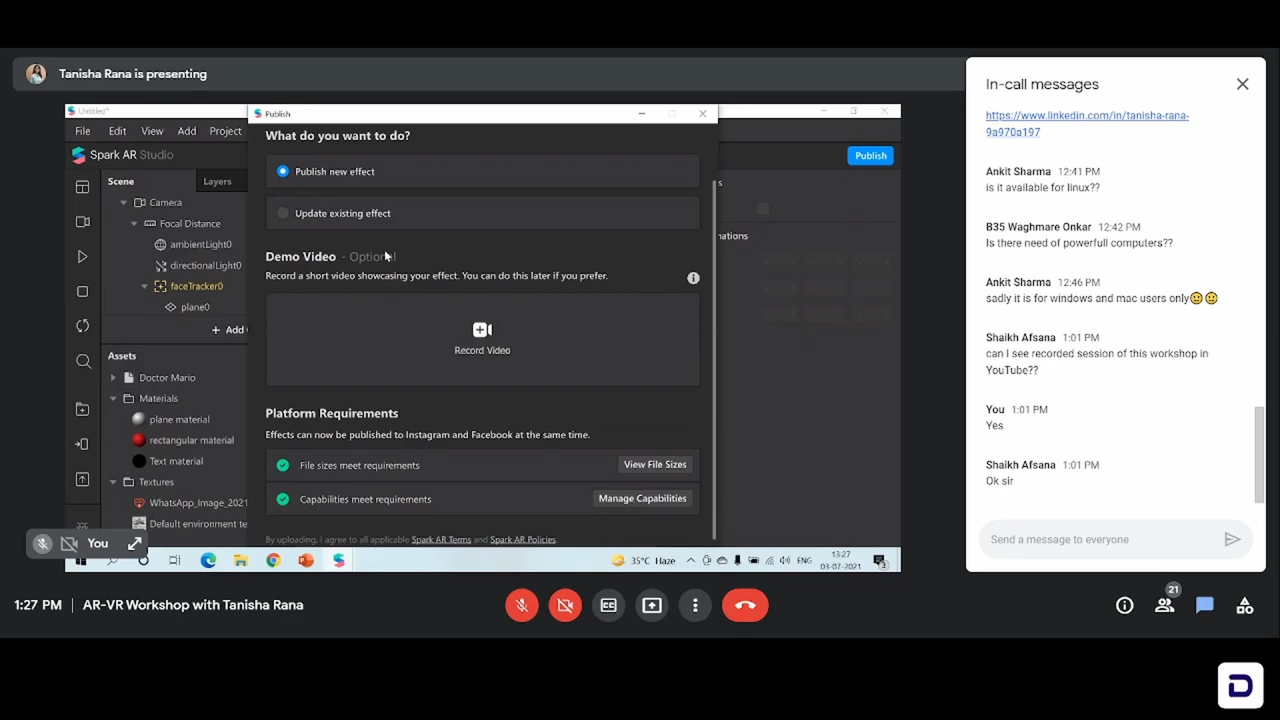 Tanisha Rana is presenting
Untitled*
Publish
File Edit View Add Project
Spark AR Studio
Publish
Scene
Layers
Camera
Focal Distance
ambientLight0
directionalLight0
faceTracker0
plane0
+ Add
Assets
Doctor Mario
Materials
plane material
rectangular material
Text material
Textures
WhatsApp_Image_2021
Default environment te
What do you want to do?
Publish new effect
Update existing effect
Demo Video - Optional
Record a short video showcasing your effect. You can do this later if you prefer.
Record Video
Platform Requirements
Effects can now be published to Instagram and Facebook at the same time.
File sizes meet requirements
View File Sizes
Capabilities meet requirements
Manage Capabilities
By uploading, I agree to all applicable Spark AR Terms and Spark AR Policies.
You
35°C Haze
ENG
13:27
03-07-2021
3
In-call messages
https://www.linkedin.com/in/tanisha-rana-
9a970a197
Ankit Sharma 12:41 PM
is it available for linux??
B35 Waghmare Onkar 12:42 PM
Is there need of powerfull computers??
Ankit Sharma 12:46 PM
sadly it is for windows and mac users only
Shaikh Afsana 1:01 PM
can I see recorded session of this workshop in
YouTube??
You 1:01 PM
Yes
Shaikh Afsana 1:01 PM
Ok sir
Send a message to everyone
1:27 PM | AR-VR Workshop with Tanisha Rana
21